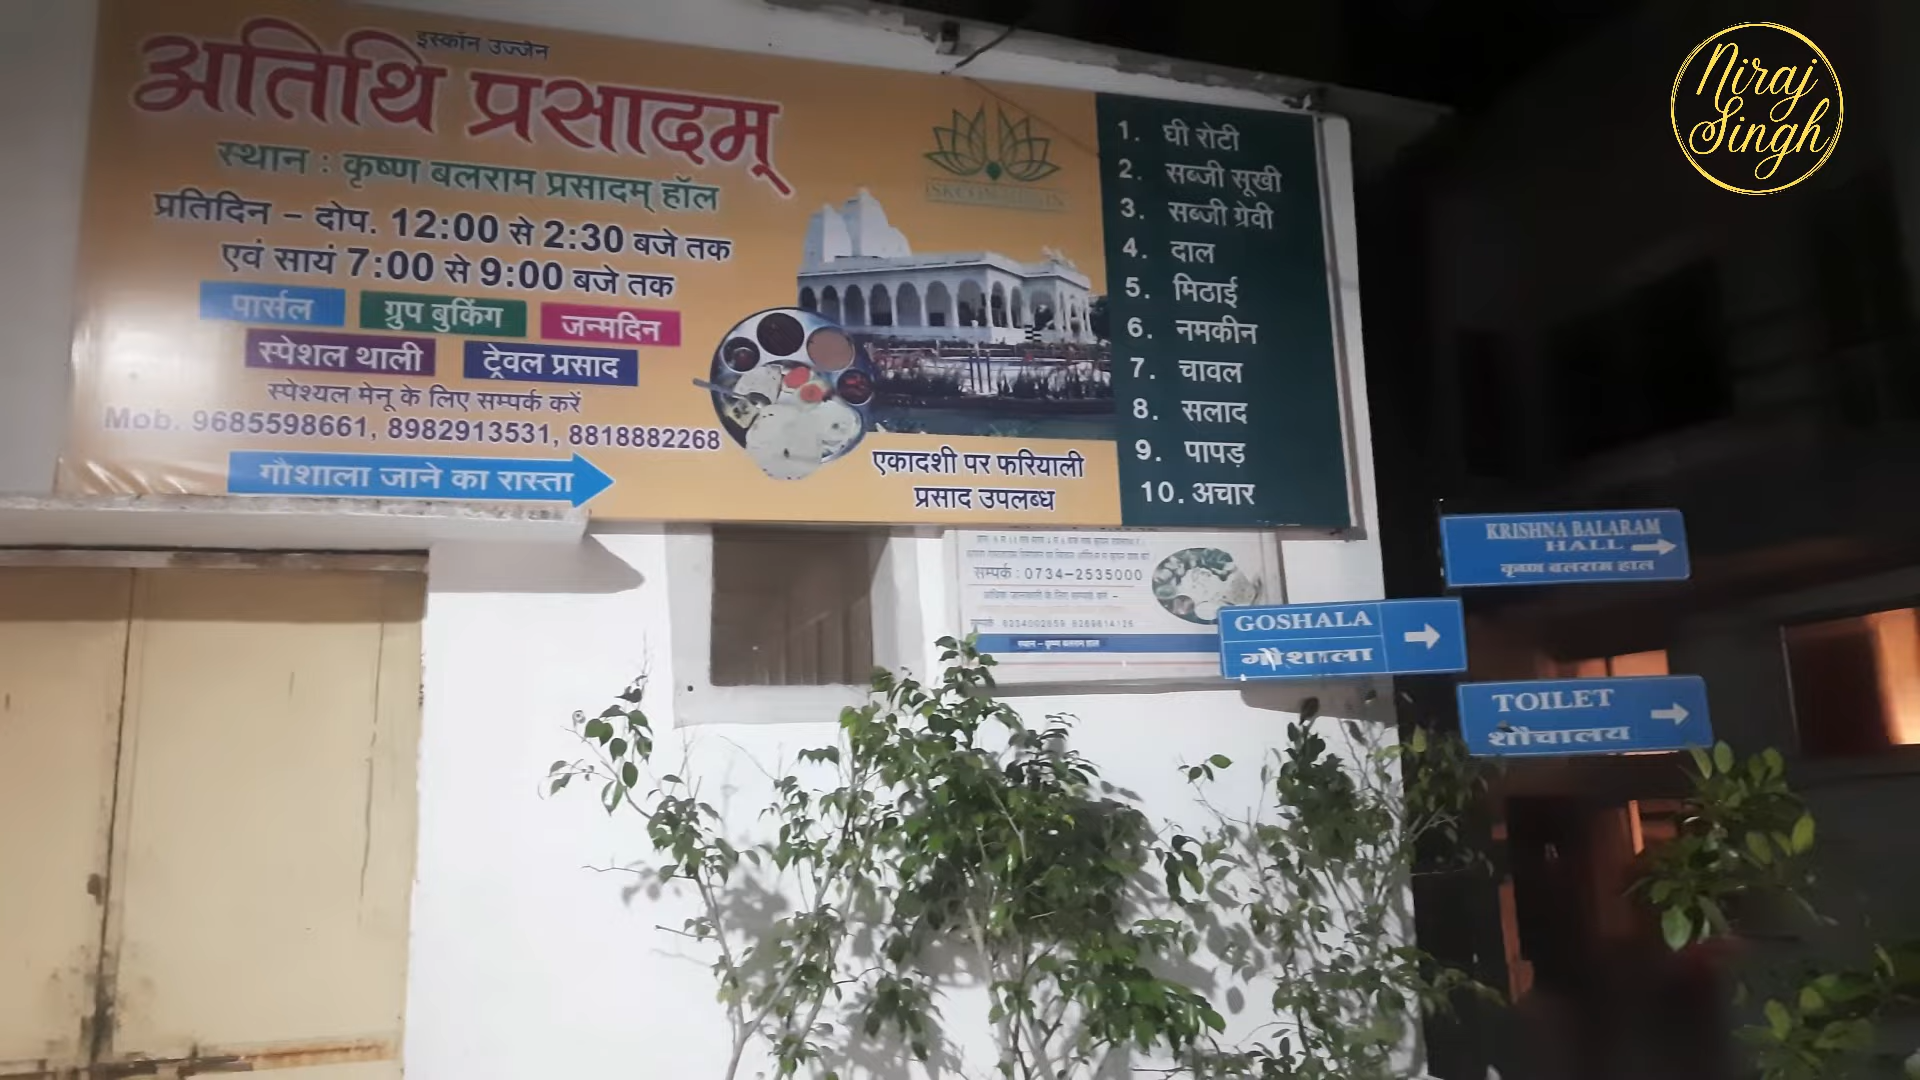 इस्कॉन उज्जैन
अतिथि प्रसादम्
स्थान : कृष्ण बलराम प्रसादम् हॉल
प्रतिदिन – दोप. 12:00 से 2:30 बजे तक
एवं सायं 7:00 से 9:00 बजे तक
पार्सल ग्रुप बुकिंग जन्मदिन
स्पेशल थाली ट्रेवल प्रसाद
स्पेश्यल मेनू के लिए सम्पर्क करें
Mob. 9685598661, 8982913531, 8818882268
गौशाला जाने का रास्ता
एकादशी पर फरियाली
प्रसाद उपलब्ध
1. घी रोटी
2. सब्जी सूखी
3. सब्जी ग्रेवी
4. दाल
5. मिठाई
6. नमकीन
7. चावल
8. सलाद
9. पापड़
10. अचार
सम्पर्क : 0734-2535000
स्थान – कृष्ण बलराम हाल
KRISHNA BALARAM
HALL
कृष्ण बलराम हाल
GOSHALA
गौशाला
TOILET
शौचालय
Niraj
Singh